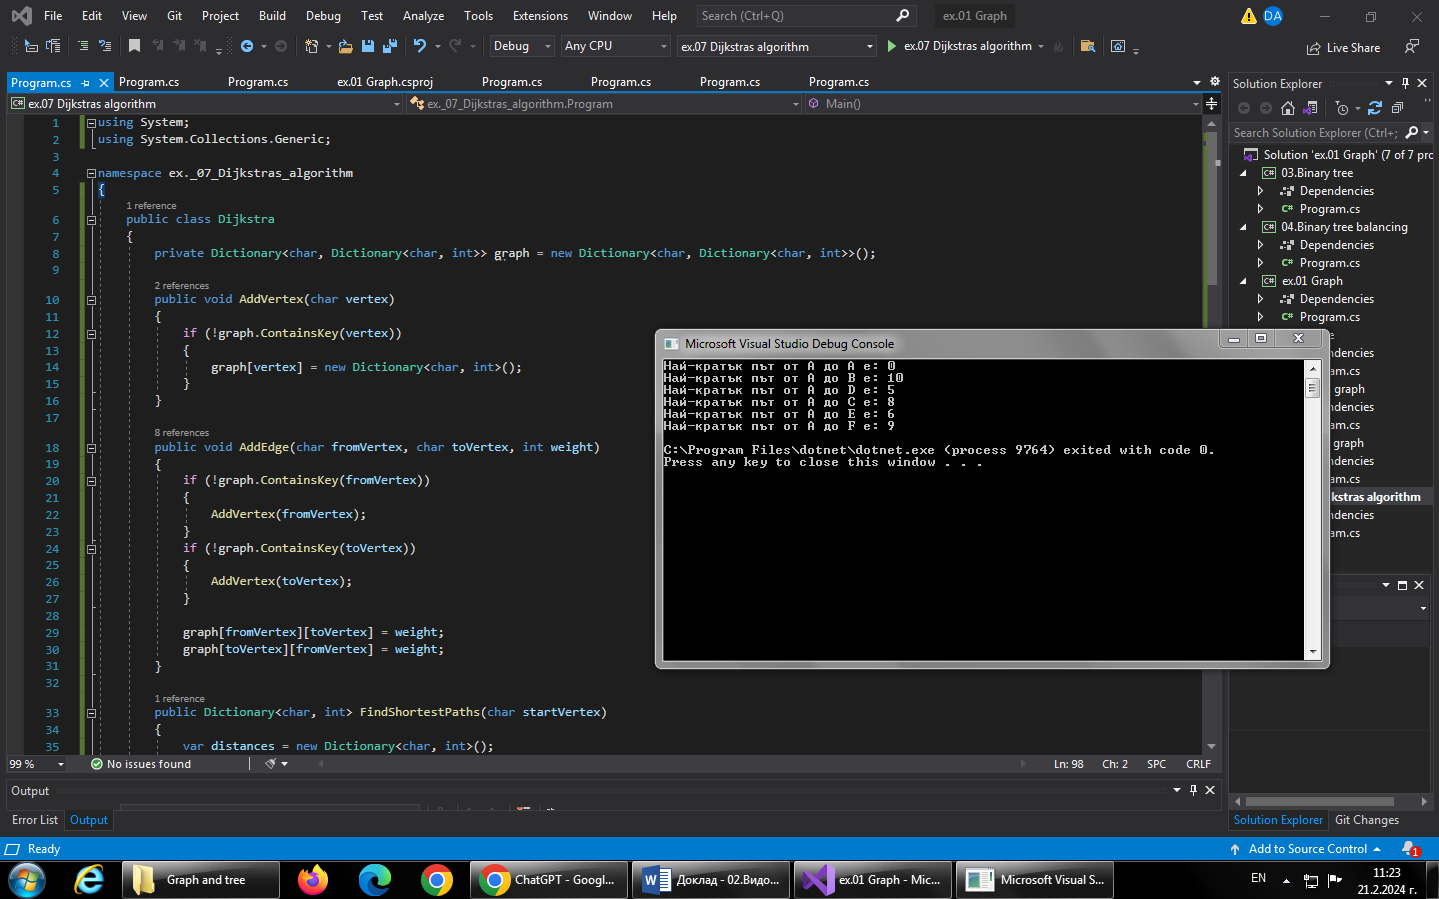 File Edit View Git Project Build Debug Test Analyze Tools Extensions Window Help Search (Ctrl+Q) ex.01 Graph DA
Debug Any CPU ex.07 Dijkstras algorithm ex.07 Dijkstras algorithm Live Share
Program.cs Program.cs Program.cs ex.01 Graph.csproj Program.cs Program.cs Program.cs Program.cs
ex.07 Dijkstras algorithm ex._07_Dijkstras_algorithm.Program Main()
1 using System;
2 using System.Collections.Generic;
3
4 namespace ex._07_Dijkstras_algorithm
5 {
1 reference
6 public class Dijkstra
7 {
8 private Dictionary<char, Dictionary<char, int>> graph = new Dictionary<char, Dictionary<char, int>>();
9
2 references
10 public void AddVertex(char vertex)
11 {
12 if (!graph.ContainsKey(vertex))
13 {
14 graph[vertex] = new Dictionary<char, int>();
15 }
16 }
17
8 references
18 public void AddEdge(char fromVertex, char toVertex, int weight)
19 {
20 if (!graph.ContainsKey(fromVertex))
21 {
22 AddVertex(fromVertex);
23 }
24 if (!graph.ContainsKey(toVertex))
25 {
26 AddVertex(toVertex);
27 }
28
29 graph[fromVertex][toVertex] = weight;
30 graph[toVertex][fromVertex] = weight;
31 }
32
1 reference
33 public Dictionary<char, int> FindShortestPaths(char startVertex)
34 {
35 var distances = new Dictionary<char, int>();
99 % No issues found Ln: 98 Ch: 2 SPC CRLF
Output
Error List Output
Microsoft Visual Studio Debug Console
Най-кратък път от A до A е: 0
Най-кратък път от A до B е: 10
Най-кратък път от A до D е: 5
Най-кратък път от A до C е: 8
Най-кратък път от A до E е: 6
Най-кратък път от A до F е: 9
C:\Program Files\dotnet\dotnet.exe (process 9764) exited with code 0.
Press any key to close this window . . .
Solution Explorer
Search Solution Explorer (Ctrl+;
Solution 'ex.01 Graph' (7 of 7 pro
03.Binary tree
Dependencies
C# Program.cs
04.Binary tree balancing
Dependencies
C# Program.cs
ex.01 Graph
Dependencies
C# Program.cs
e
ndencies
am.cs
graph
ndencies
am.cs
graph
ndencies
am.cs
kstras algorithm
ndencies
am.cs
Solution Explorer Git Changes
Ready Add to Source Control 1
Graph and tree ChatGPT - Googl... Доклад - 02.Видо... ex.01 Graph - Mic... Microsoft Visual S... EN 11:23
21.2.2024 г.